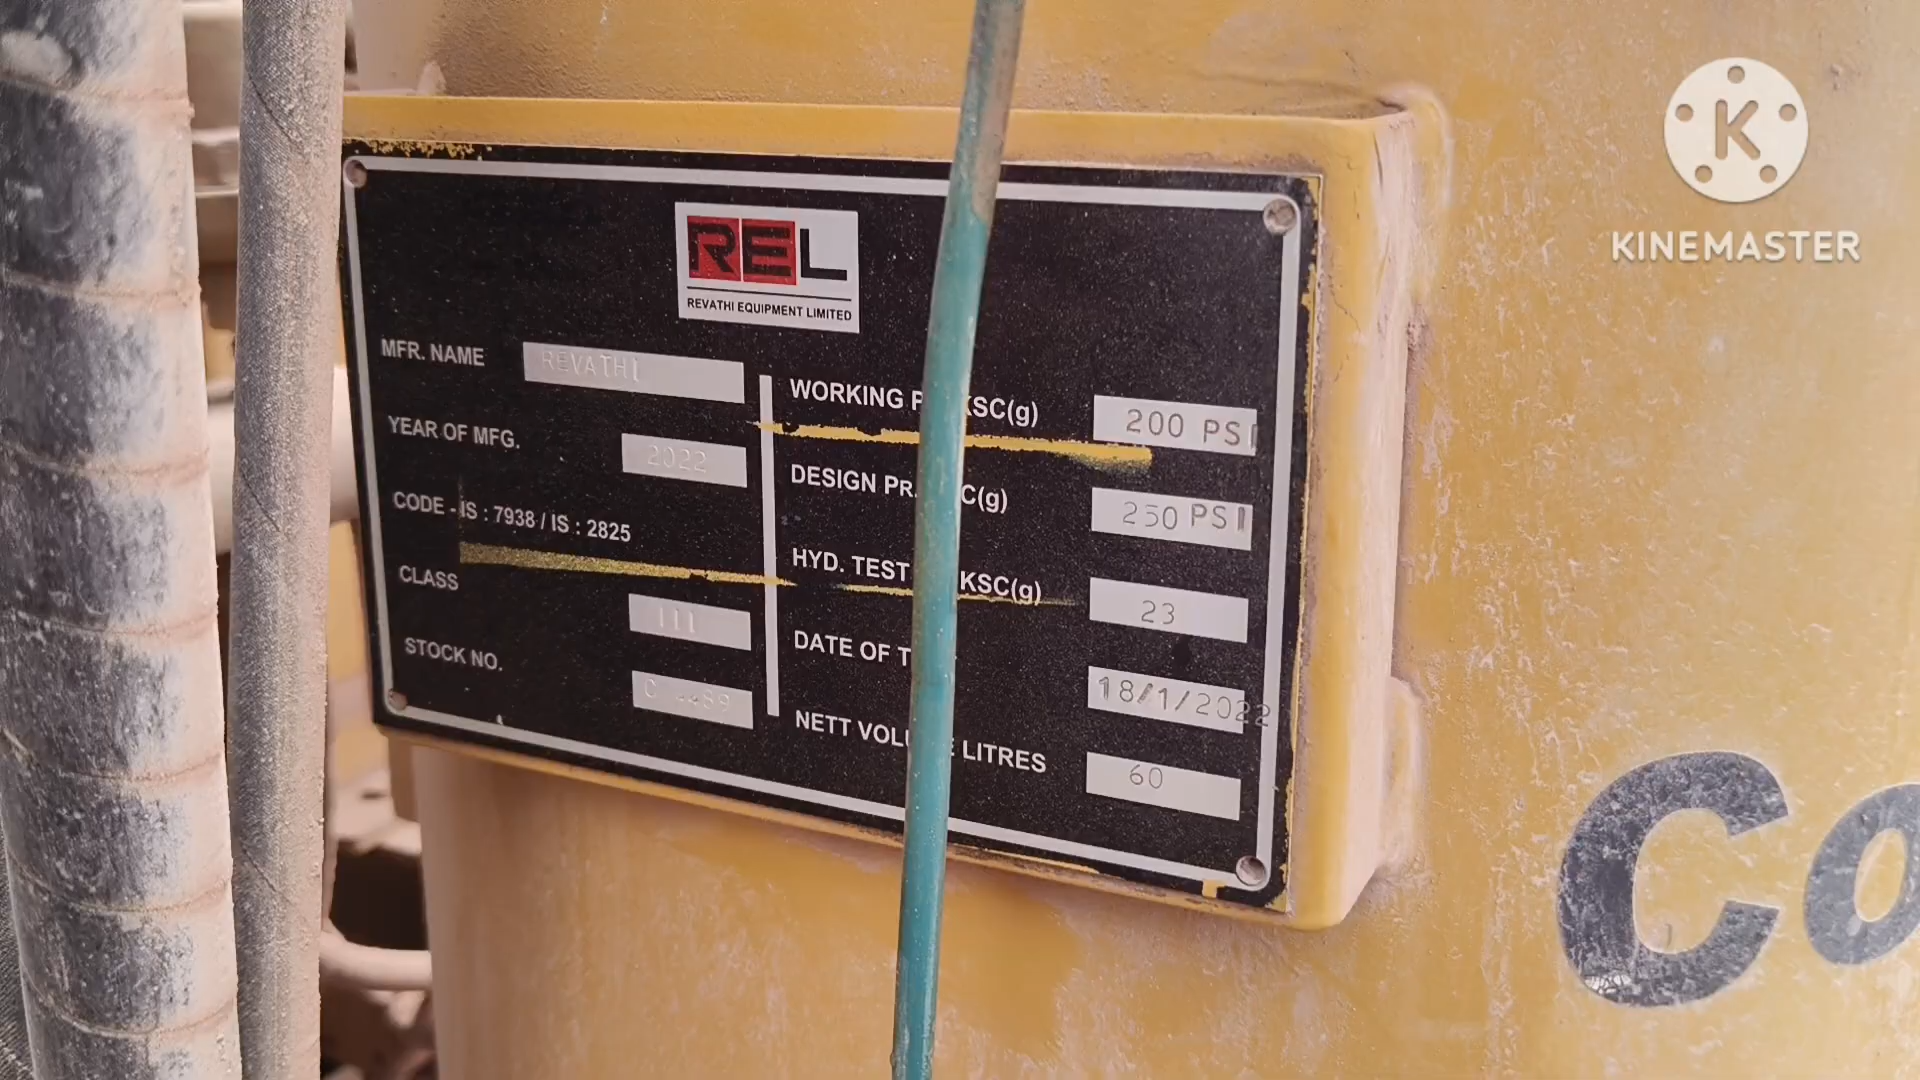 KINEMASTER
REL
REVATHI EQUIPMENT LIMITED
MFR. NAME REVATHI
YEAR OF MFG. 2022
CODE - IS : 7938 / IS : 2825
CLASS III
STOCK NO.
WORKING KSC(g) 200 PSI
DESIGN PR. C(g) 250 PSI
HYD. TEST KSC(g) 23
DATE OF 18/1/2022
NETT LITRES 60
Co